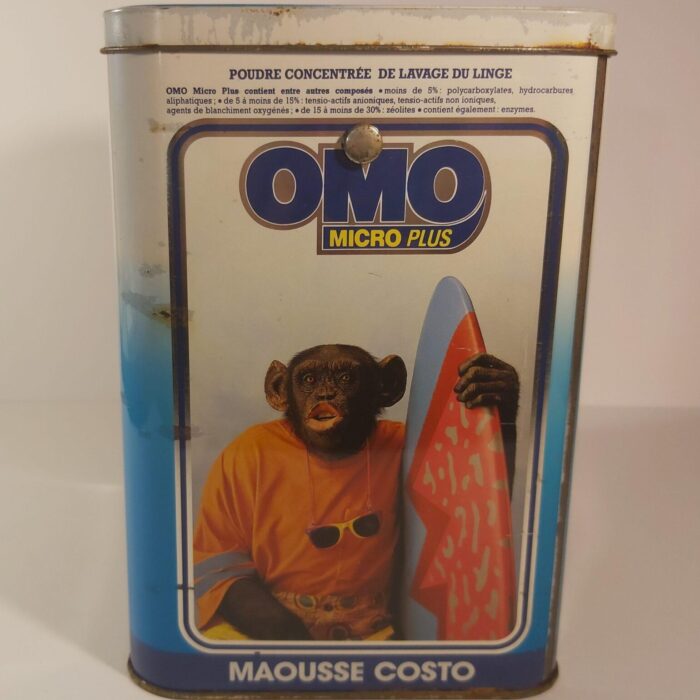 POUDRE CONCENTRÉE DE LAVAGE DU LINGE
OMO Micro Plus contient entre autres composés • moins de 5% : polycarboxylates, hydrocarbures
aliphatiques ; • de 5 à moins de 15% : tensio-actifs anioniques, tensio-actifs non ioniques,
agents de blanchiment oxygénés ; • de 15 à moins de 30% : zéolites • contient également : enzymes.
OMO
MICRO PLUS
MAOUSSE COSTO